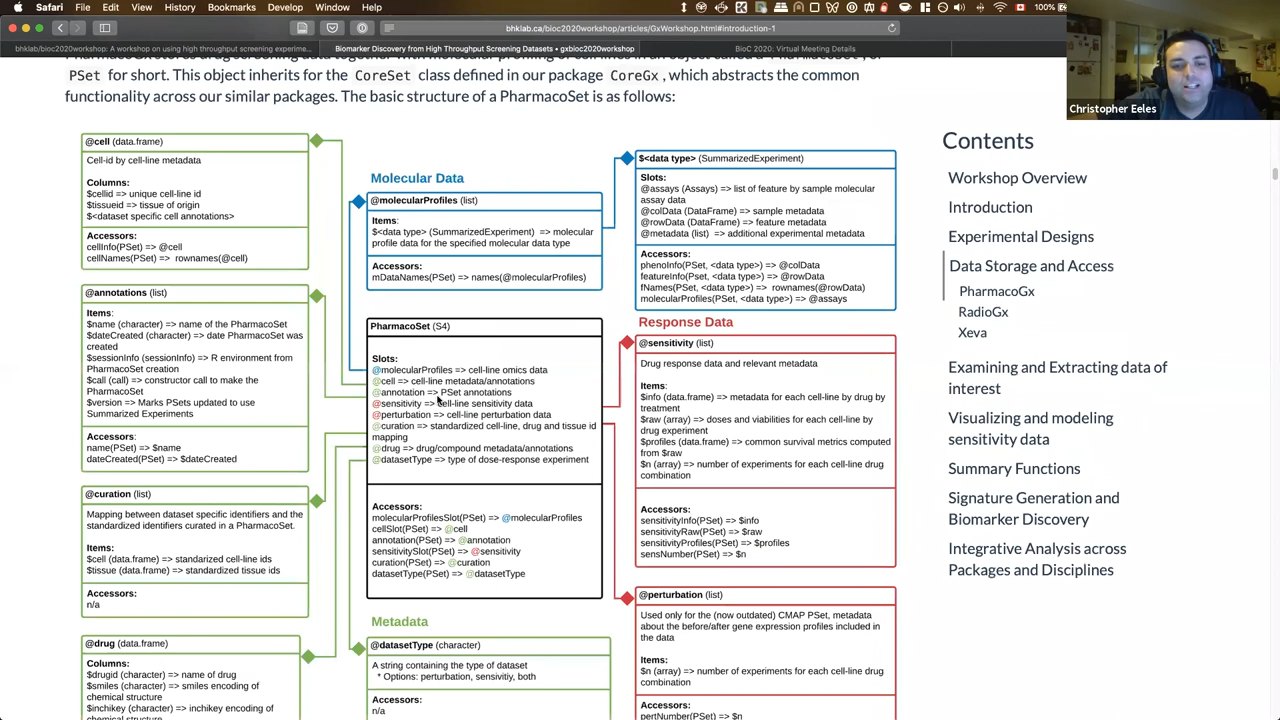 Safari File Edit View History Bookmarks Window Help
100%
bhklab.ca/bioc2020workshop/articles/GxWorkshop.html#introduction-1
bhklab/bioc2020workshop: A workshop on using high throughput screening experime...
Biomarker Discovery from High Throughput Screening Datasets • gxbioc2020workshop
BioC 2020: Virtual Meeting Details
PSet for short. This object inherits for the CoreSet class defined in our package CoreGx, which abstracts the common
functionality across our similar packages. The basic structure of a PharmacoSet is as follows:
@cell (data.frame)
Cell-id by cell-line metadata
Columns:
$cellid => unique cell-line id
$tissueid => tissue of origin
$<dataset specific cell annotations>
Accessors:
cellInfo(PSet) => @cell
cellNames(PSet) => rownames(@cell)
@annotations (list)
Items:
$name (character) => name of the PharmacoSet
$dateCreated (character) => date PharmacoSet was
created
$sessionInfo (sessionInfo) => R environment from
PharmacoSet creation
$call (call) => constructor call to make the
PharmacoSet
$version => Marks PSets updated to use
Summarized Experiments
Accessors:
name(PSet) => $name
dateCreated(PSet) => $dateCreated
@curation (list)
Mapping between dataset specific identifiers and the
standardized identifiers curated in a PharmacoSet.
Items:
$cell (data.frame) => standarized cell-line ids
$tissue (data.frame) => standardized tissue ids
Accessors:
n/a
@drug (data.frame)
Columns:
$drugid (character) => name of drug
$smiles (character) => smiles encoding of
chemical structure
$inchikey (character) => inchikey encoding of
chemical structure
Molecular Data
@molecularProfiles (list)
Items:
$<data type> (SummarizedExperiment) => molecular
profile data for the specified molecular data type
Accessors:
mDataNames(PSet) => names(@molecularProfiles)
PharmacoSet (S4)
Slots:
@molecularProfiles => cell-line omics data
@cell => cell-line metadata/annotations
@annotation => PSet annotations
@sensitivity => cell-line sensitivity data
@perturbation => cell-line perturbation data
@curation => standardized cell-line, drug and tissue id
mapping
@drug => drug/compound metadata/annotations
@datasetType => type of dose-response experiment
Accessors:
molecularProfilesSlot(PSet) => @molecularProfiles
cellSlot(PSet) => @cell
annotation(PSet) => @annotation
sensitivitySlot(PSet) => @sensitivity
curation(PSet) => @curation
datasetType(PSet) => @datasetType
Metadata
@datasetType (character)
A string containing the type of dataset
* Options: perturbation, sensitiviy, both
Accessors:
n/a
$<data type> (SummarizedExperiment)
Slots:
@assays (Assays) => list of feature by sample molecular
assay data
@colData (DataFrame) => sample metadata
@rowData (DataFrame) => feature metadata
@metadata (list) => additional experimental metadata
Accessors:
phenoInfo(PSet, <data type>) => @colData
featureInfo(Pset, <data type>) => @rowData
fNames(PSet, <data type>) => rownames(@rowData)
molecularProfiles(PSet, <data type>) => @assays
Response Data
@sensitivity (list)
Drug response data and relevant metadata
Items:
$info (data.frame) => metadata for each cell-line by drug by
treatment
$raw (array) => doses and viabilities for each cell-line by
drug experiment
$profiles (data.frame) => common survival metrics computed
from $raw
$n (array) => number of experiments for each cell-line drug
combination
Accessors:
sensitivityInfo(PSet) => $info
sensitivityRaw(PSet) => $raw
sensitivityProfiles(PSet) => $profiles
sensNumber(PSet) => $n
@perturbation (list)
Used only for the (now outdated) CMAP PSet, metadata
about the before/after gene expression profiles included in
the data
Items:
$n (array) => number of experiments for each cell-line drug
combination
Accessors:
pertNumber(PSet) => $n
Christopher Eeles
Contents
Workshop Overview
Introduction
Experimental Designs
Data Storage and Access
PharmacoGx
RadioGx
Xeva
Examining and Extracting data of
interest
Visualizing and modeling
sensitivity data
Summary Functions
Signature Generation and
Biomarker Discovery
Integrative Analysis across
Packages and Disciplines